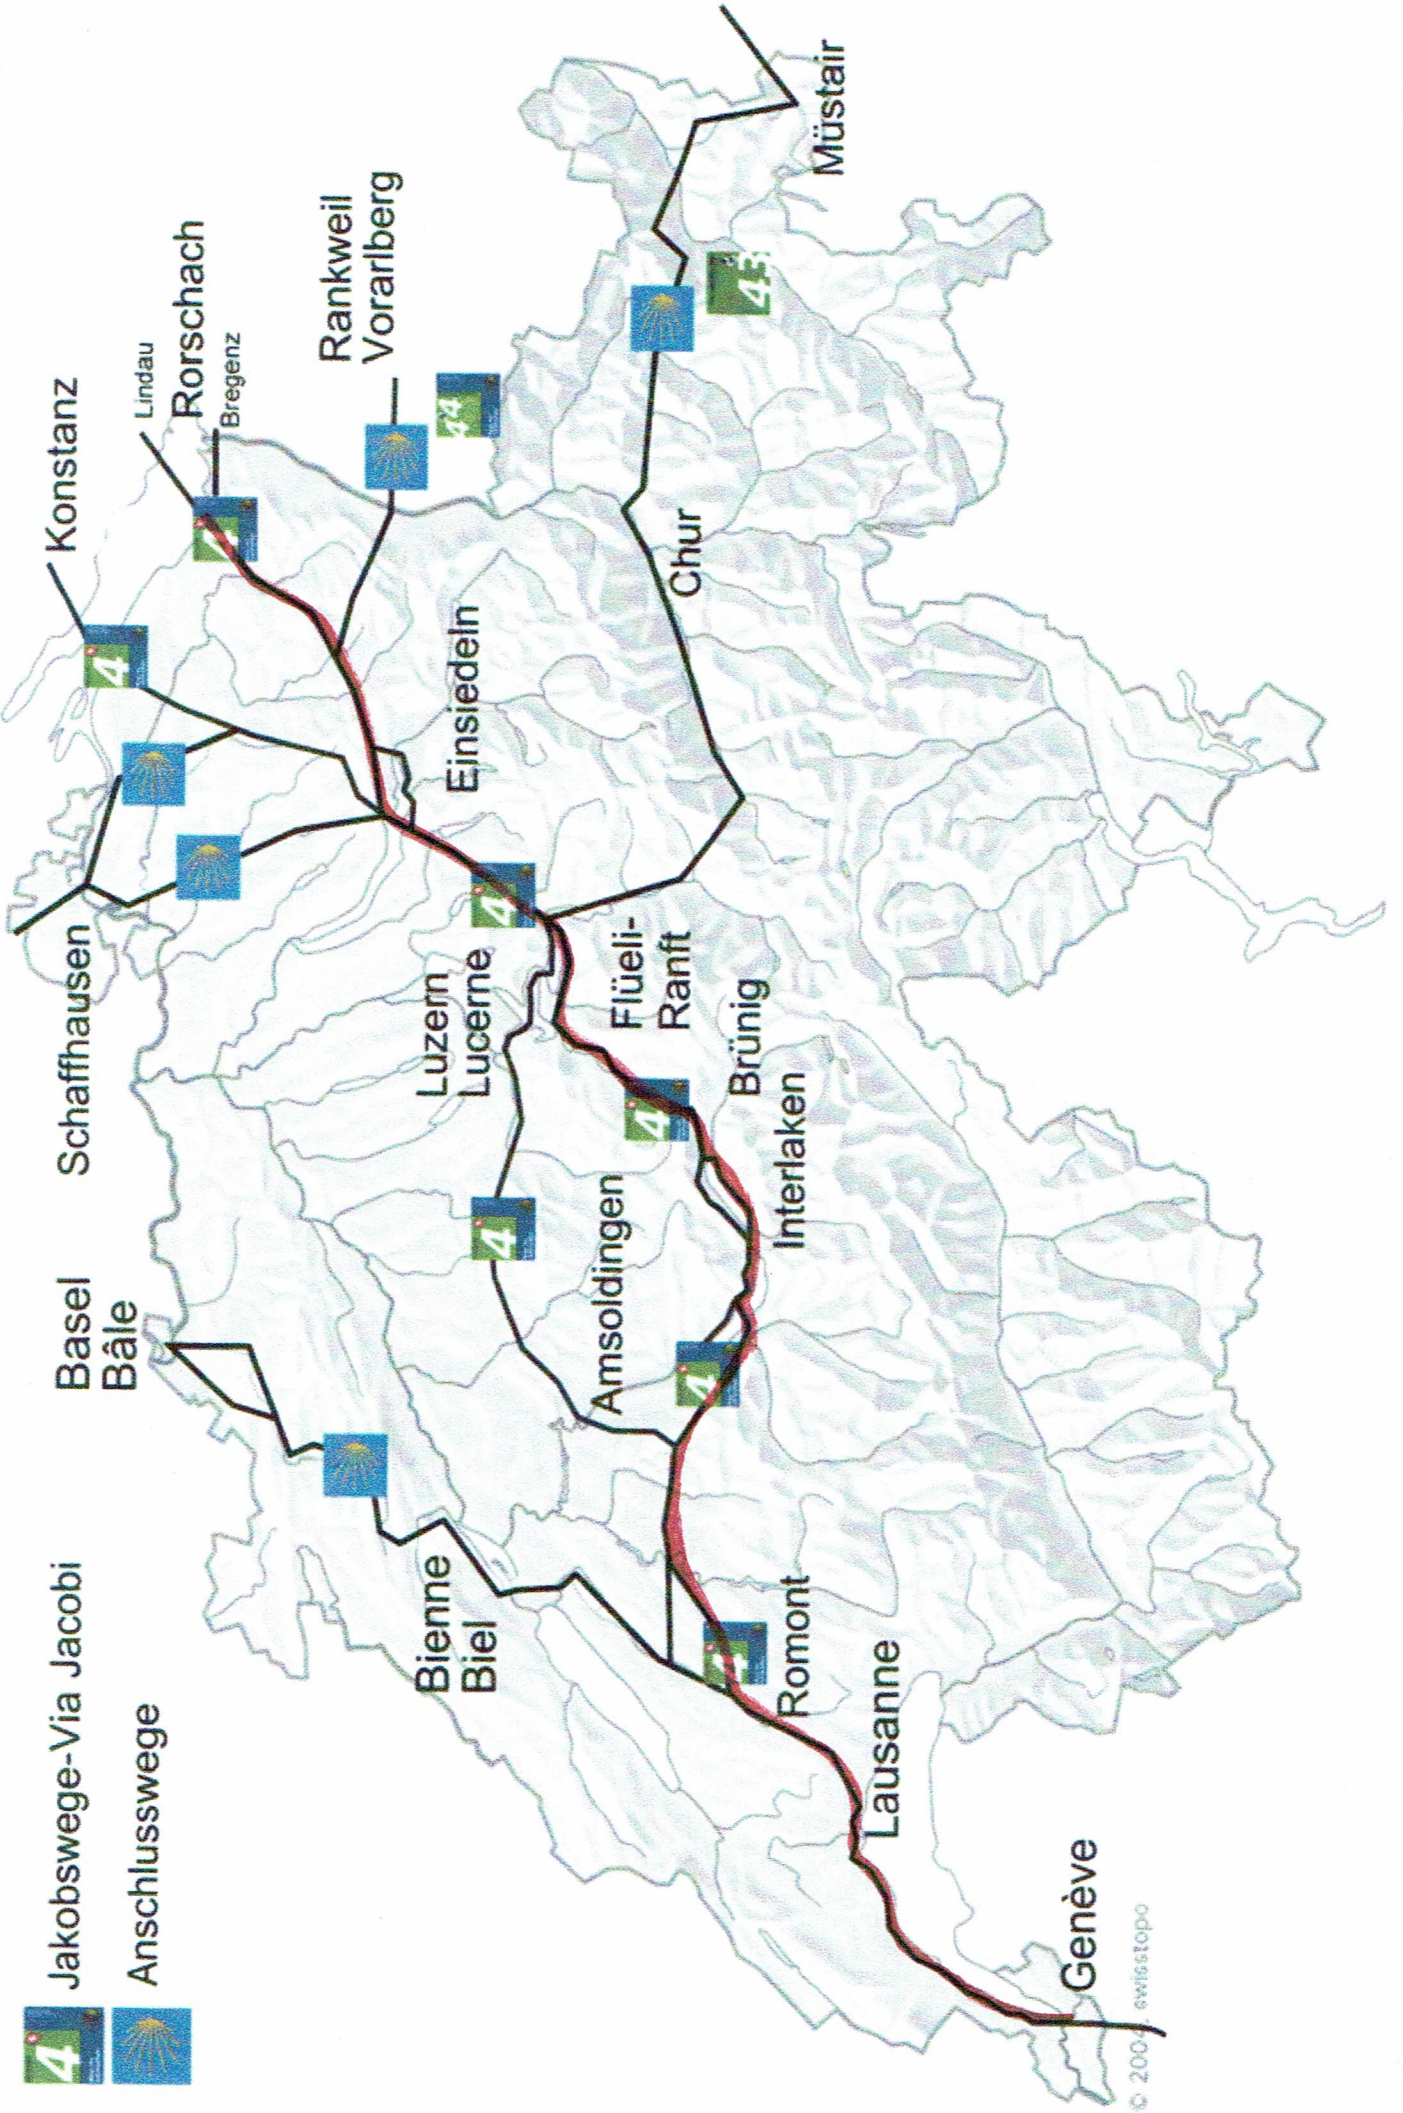 4 Jakobswege-Via Jacobi
Anschlusswege
Basel
Bâle
Schaffhausen
Konstanz
4
Lindau
Rorschach
Bregenz
4
Rankweil
Vorarlberg
44
Bienne
Biel
Luzern
Lucerne
4
4
Einsiedeln
Amsoldingen
Flüeli-
Ranft
4
Chur
43
Müstair
4
Brünig
Interlaken
4
Romont
Lausanne
Genève
© 2004, swisstopo